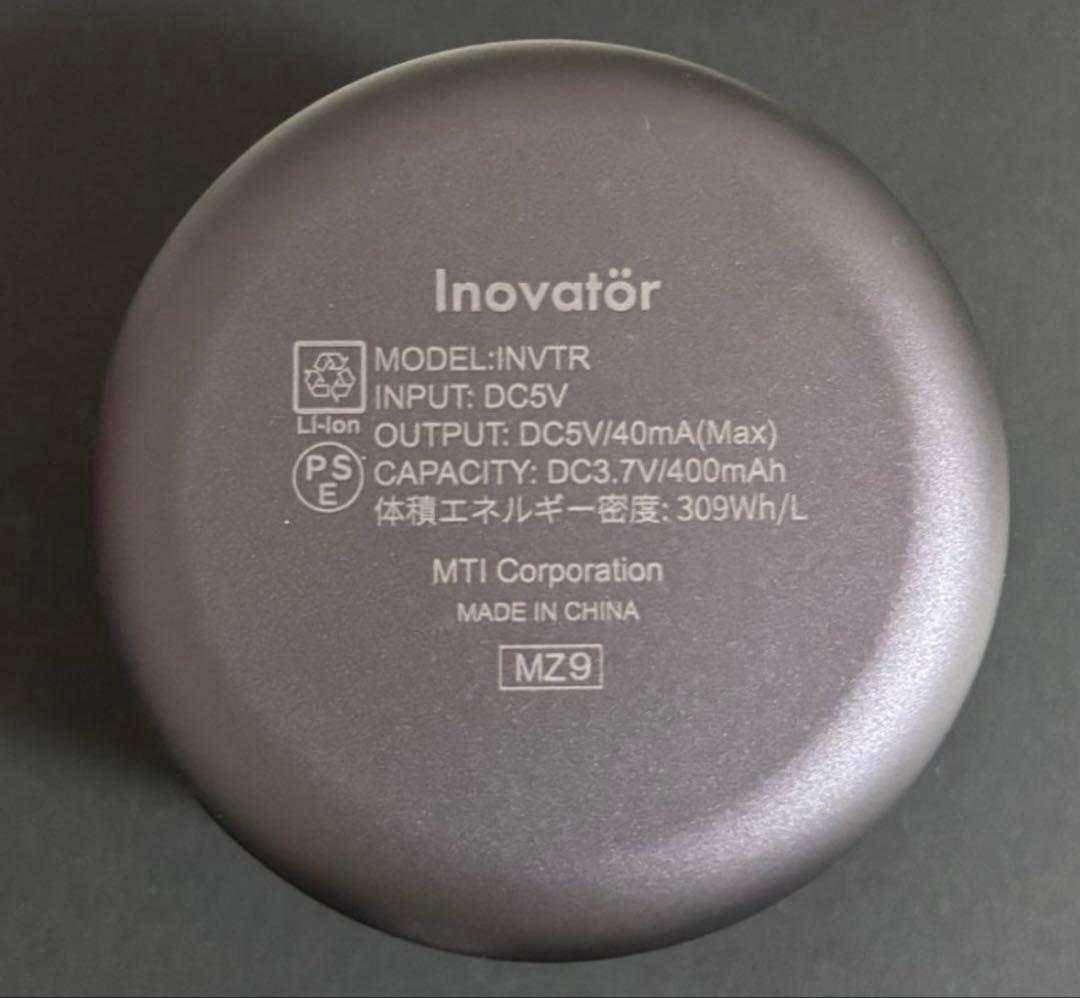 Inovatör
MODEL:INVTR
INPUT: DC5V
Li-Ion
OUTPUT: DC5V/40mA(Max)
PSE
CAPACITY: DC3.7V/400mAh
体積エネルギー密度: 309Wh/L
MTI Corporation
MADE IN CHINA
MZ9